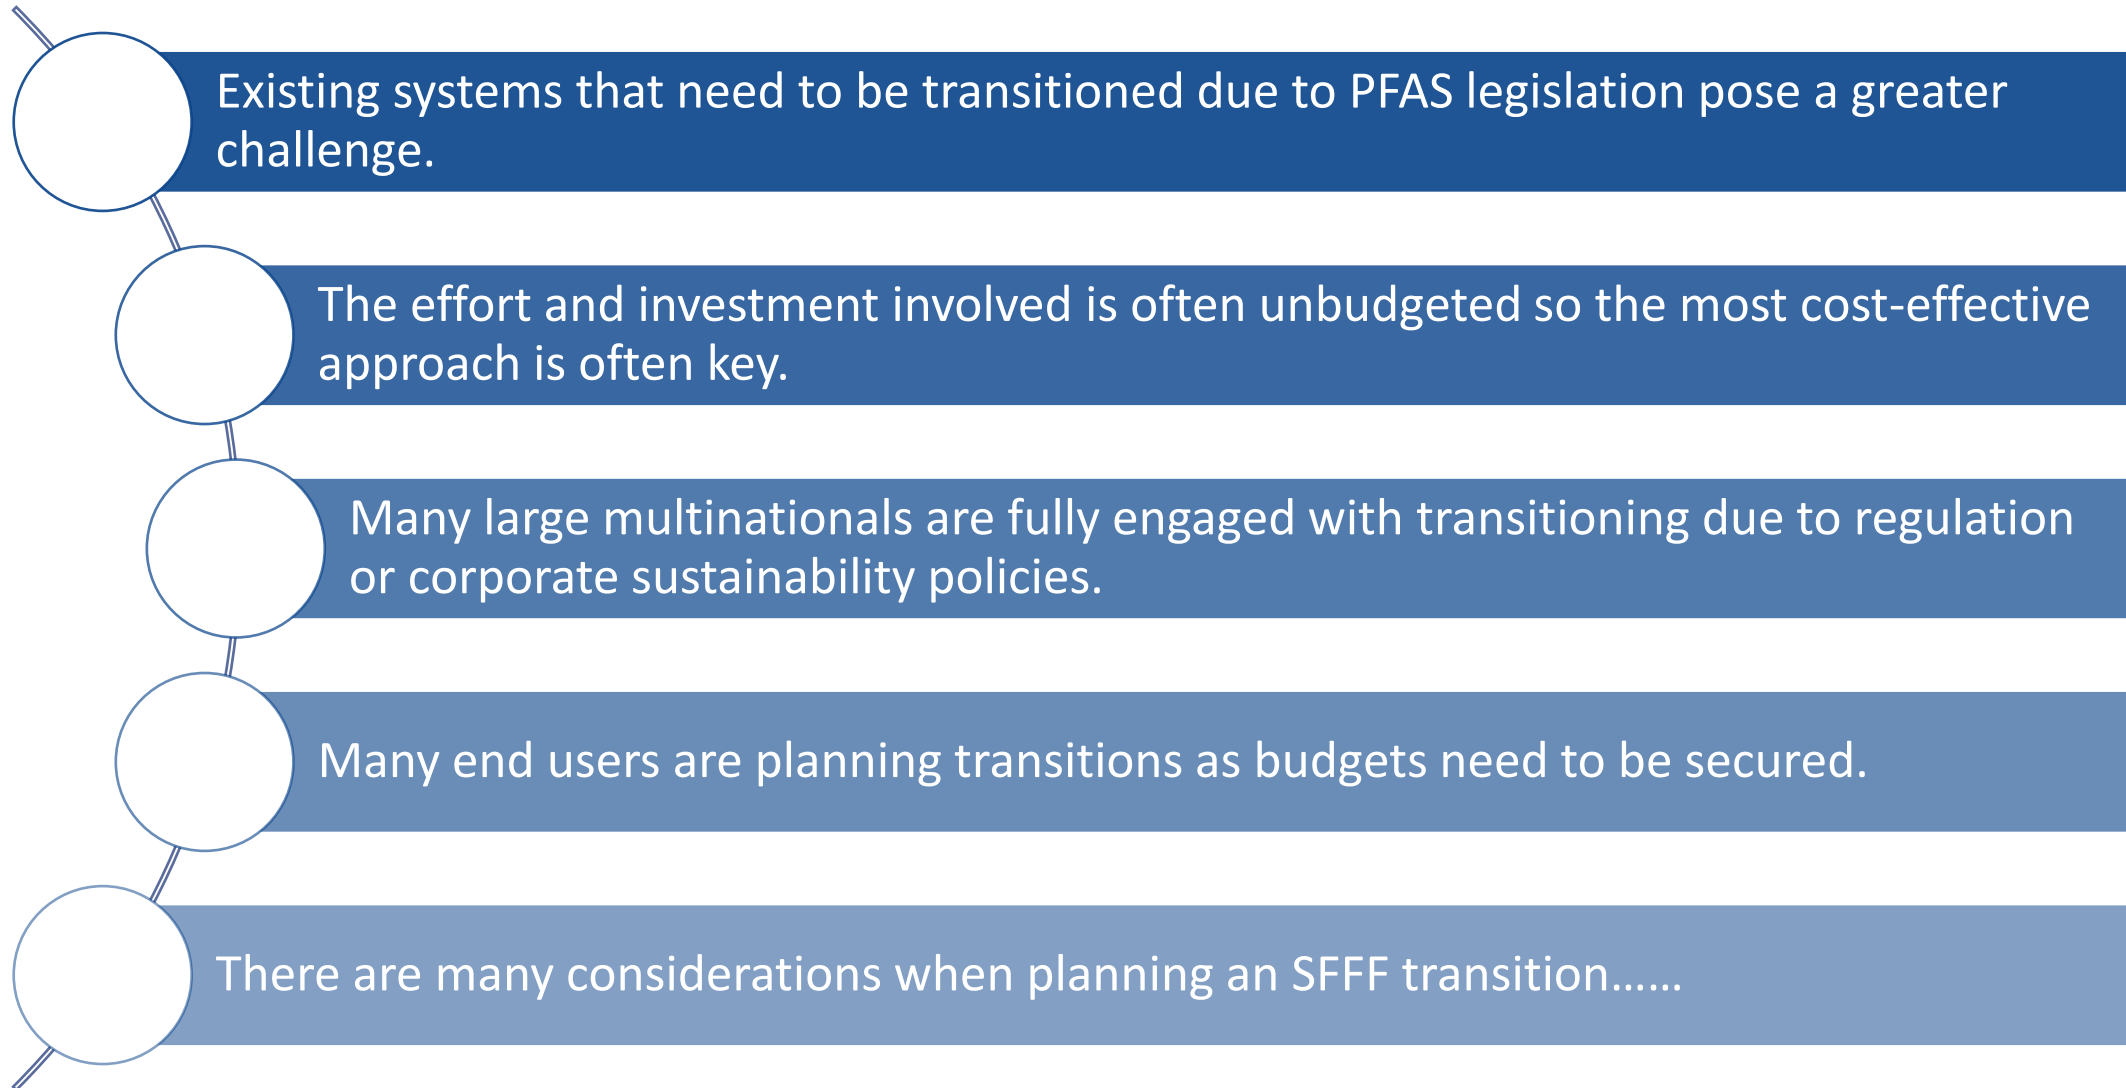 Existing systems that need to be transitioned due to PFAS legislation pose a greater
challenge.
The effort and investment involved is often unbudgeted so the most cost-effective
approach is often key.
Many large multinationals are fully engaged with transitioning due to regulation
or corporate sustainability policies.
Many end users are planning transitions as budgets need to be secured.
There are many considerations when planning an SFFF transition......